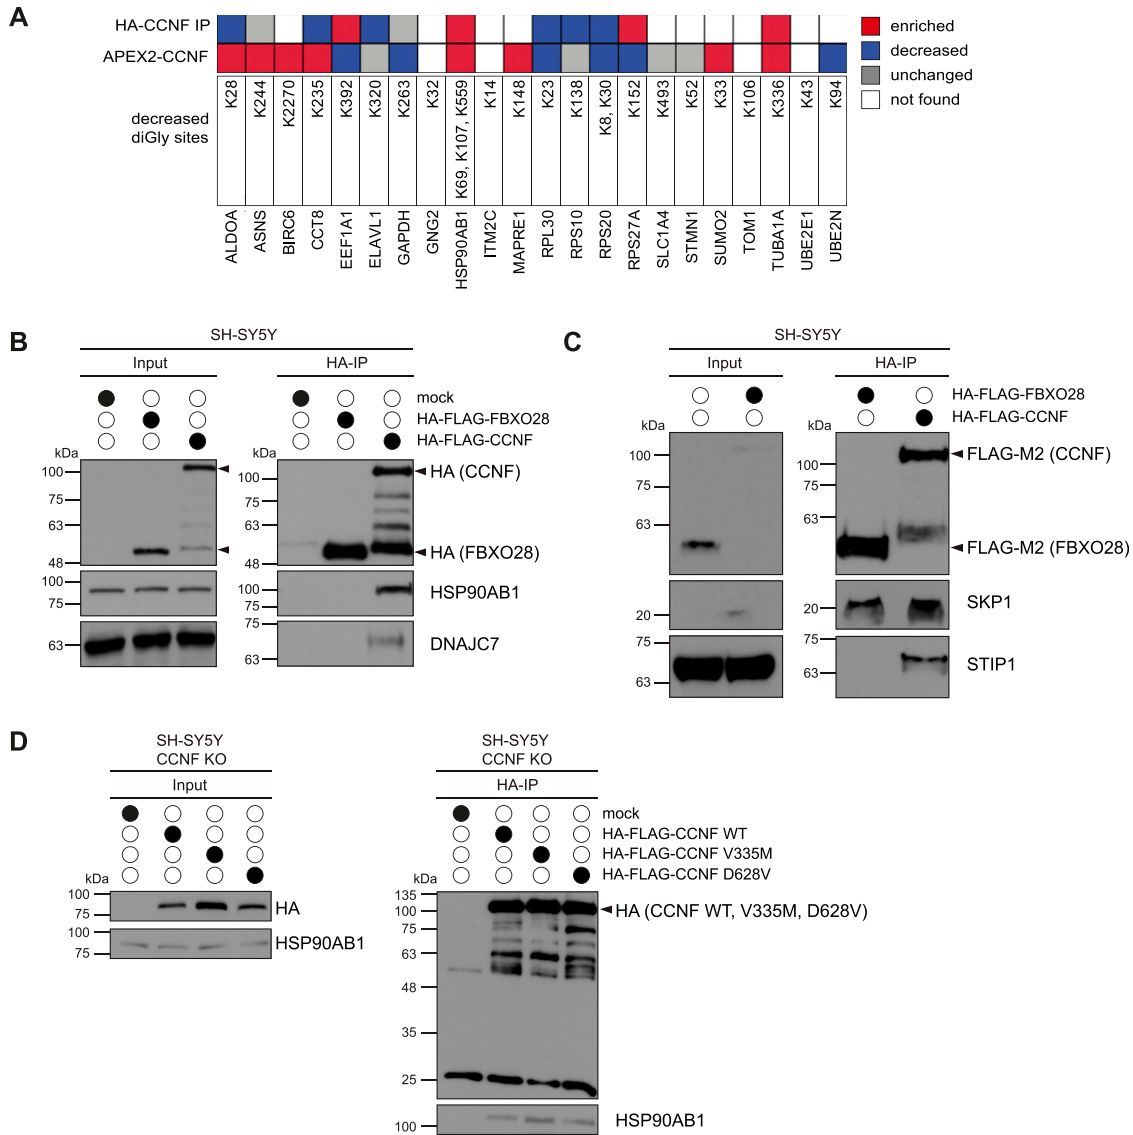 A
HA-CCNF IP
APEX2-CCNF
enriched
decreased
unchanged
not found
decreased
diGly sites
K28 K244 K2270 K235 K392 K320 K263 K32 K69, K107, K559 K14 K148 K23 K138 K8, K30 K152 K493 K52 K33 K106 K336 K43 K94
ALDOA ASNS BIRC6 CCT8 EEF1A1 ELAVL1 GAPDH GNG2 HSP90AB1 ITM2C MAPRE1 RPL30 RPS10 RPS20 RPS27A SLC1A4 STMN1 SUMO2 TOM1 TUBA1A UBE2E1 UBE2N
B
SH-SY5Y
Input HA-IP
mock
HA-FLAG-FBXO28
HA-FLAG-CCNF
kDa
100
75
63
48
100
75
63
kDa
100
75
63
48
100
75
75
63
HA (CCNF)
HA (FBXO28)
HSP90AB1
DNAJC7
C
SH-SY5Y
Input HA-IP
HA-FLAG-FBXO28
HA-FLAG-CCNF
kDa
100
75
63
20
75
63
kDa
100
75
63
20
75
63
FLAG-M2 (CCNF)
FLAG-M2 (FBXO28)
SKP1
STIP1
D
SH-SY5Y
CCNF KO
Input
kDa
100
75
100
75
HA
HSP90AB1
SH-SY5Y
CCNF KO
HA-IP
mock
HA-FLAG-CCNF WT
HA-FLAG-CCNF V335M
HA-FLAG-CCNF D628V
kDa
135
100
75
63
48
35
25
100
HA (CCNF WT, V335M, D628V)
HSP90AB1